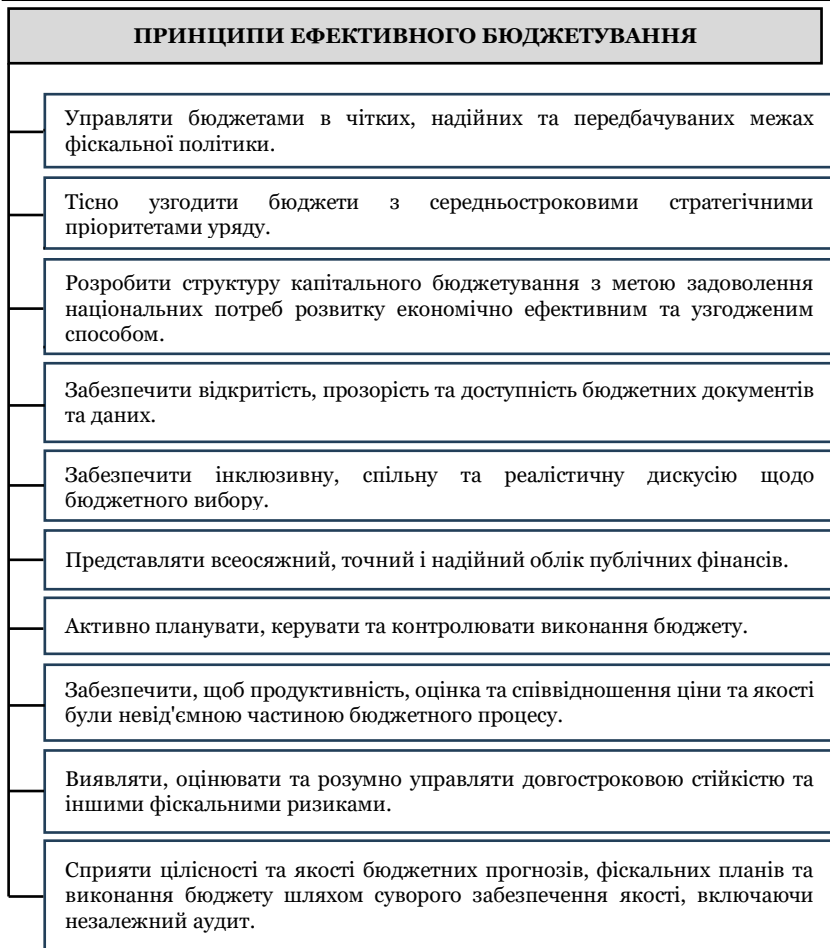 ПРИНЦИПИ ЕФЕКТИВНОГО БЮДЖЕТУВАННЯ
Управляти бюджетами в чітких, надійних та передбачуваних межах
фіскальної політики.
Тісно узгодити бюджети з середньостроковими стратегічними
пріоритетами уряду.
Розробити структуру капітального бюджетування з метою задоволення
національних потреб розвитку економічно ефективним та узгодженим
способом.
Забезпечити відкритість, прозорість та доступність бюджетних документів
та даних.
Забезпечити інклюзивну, спільну та реалістичну дискусію щодо
бюджетного вибору.
Представляти всеосяжний, точний і надійний облік публічних фінансів.
Активно планувати, керувати та контролювати виконання бюджету.
Забезпечити, щоб продуктивність, оцінка та співвідношення ціни та якості
були невід'ємною частиною бюджетного процесу.
Виявляти, оцінювати та розумно управляти довгостроковою стійкістю та
іншими фіскальними ризиками.
Сприяти цілісності та якості бюджетних прогнозів, фіскальних планів та
виконання бюджету шляхом суворого забезпечення якості, включаючи
незалежний аудит.